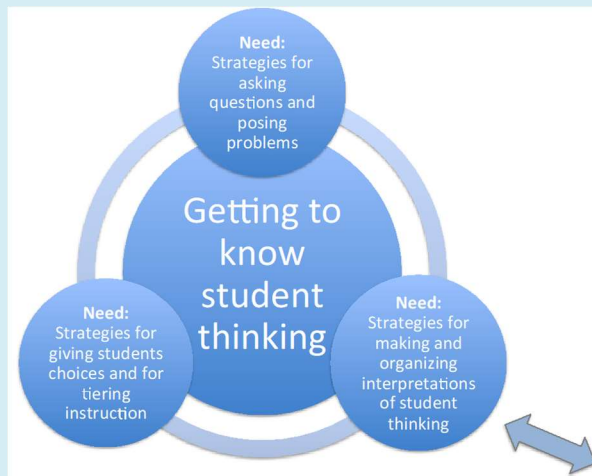 Need:
Strategies for
asking
questions and
posing
problems
Getting to
know
student
thinking
Need:
Strategies for
giving students
choices and for
tiering
instruction
Need:
Strategies for
making and
organizing
interpretations
of student
thinking